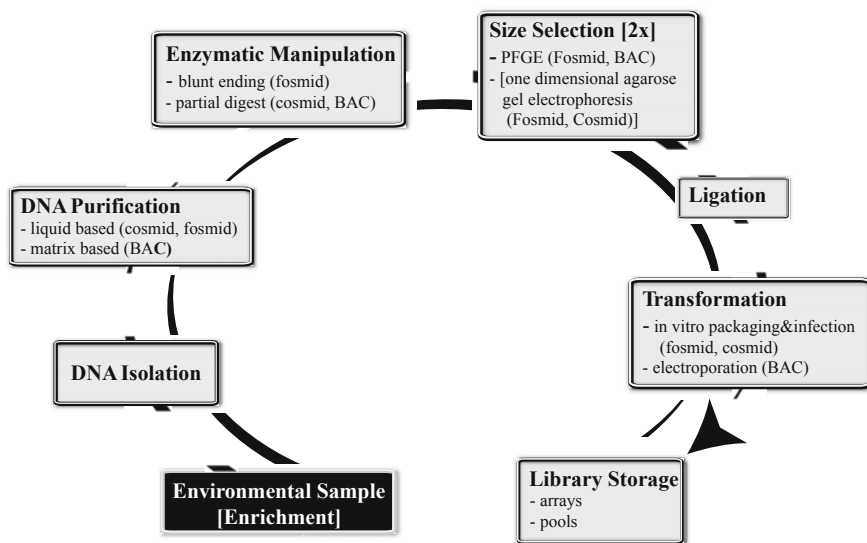 Environmental Sample
[Enrichment]
DNA Isolation
DNA Purification
- liquid based (cosmid, fosmid)
- matrix based (BAC)
Enzymatic Manipulation
- blunt ending (fosmid)
- partial digest (cosmid, BAC)
Size Selection [2x]
- PFGE (Fosmid, BAC)
- [one dimensional agarose
gel electrophoresis
(Fosmid, Cosmid)]
Ligation
Transformation
- in vitro packaging&infection
(fosmid, cosmid)
- electroporation (BAC)
Library Storage
- arrays
- pools